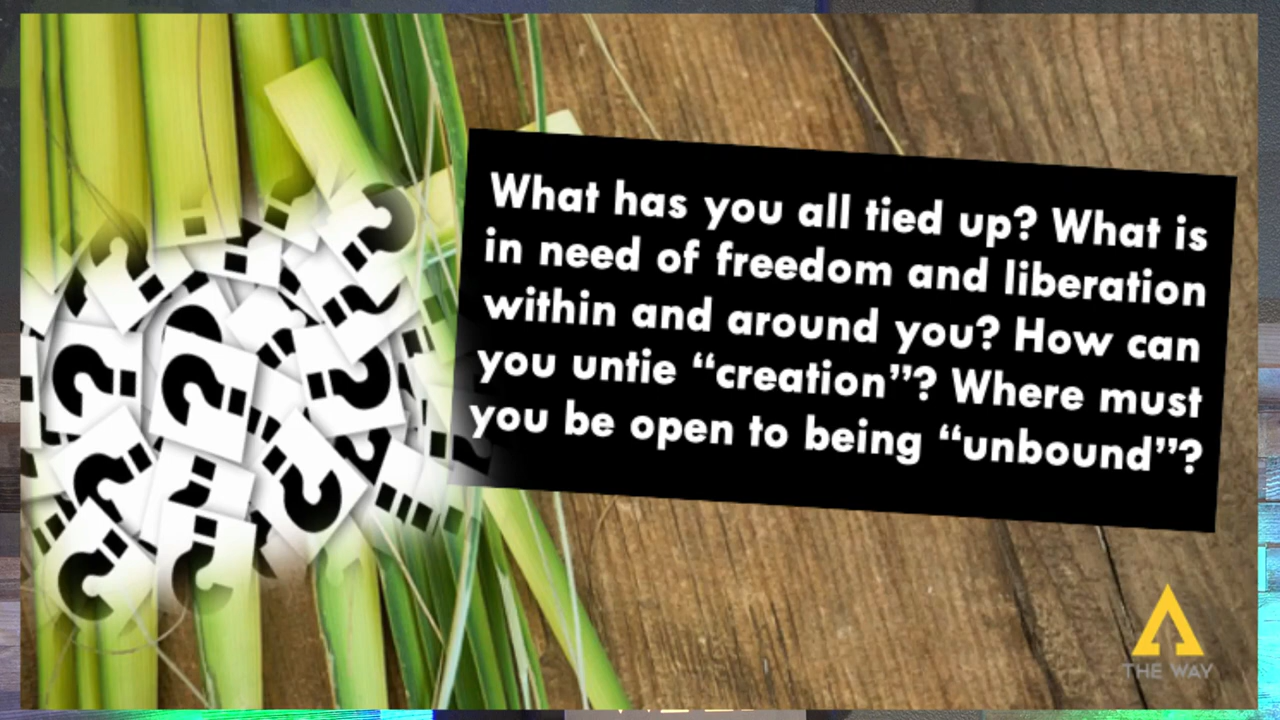 What has you all tied up? What is
in need of freedom and liberation
within and around you? How can
you untie “creation”? Where must
you be open to being “unbound”?
THE WAY